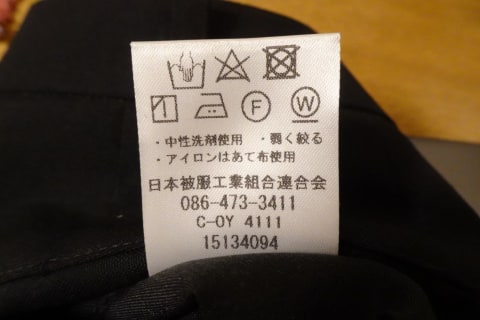 F W
・中性洗剤使用 ・弱く絞る
・アイロンはあて布使用
日本被服工業組合連合会
086-473-3411
C-OY 4111
15134094